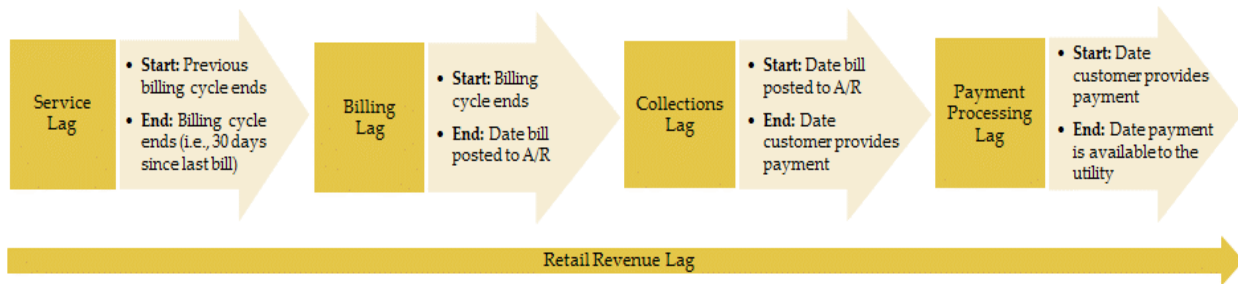 Service
Lag
• Start: Previous
billing cycle ends
• End: Billing cycle
ends (i.e., 30 days
since last bill)
Billing
Lag
• Start: Billing
cycle ends
• End: Date bill
posted to A/R
Collections
Lag
• Start: Date bill
posted to A/R
• End: Date
customer provides
payment
Payment
Processing
Lag
• Start: Date
customer provides
payment
• End: Date payment
is available to the
utility
Retail Revenue Lag